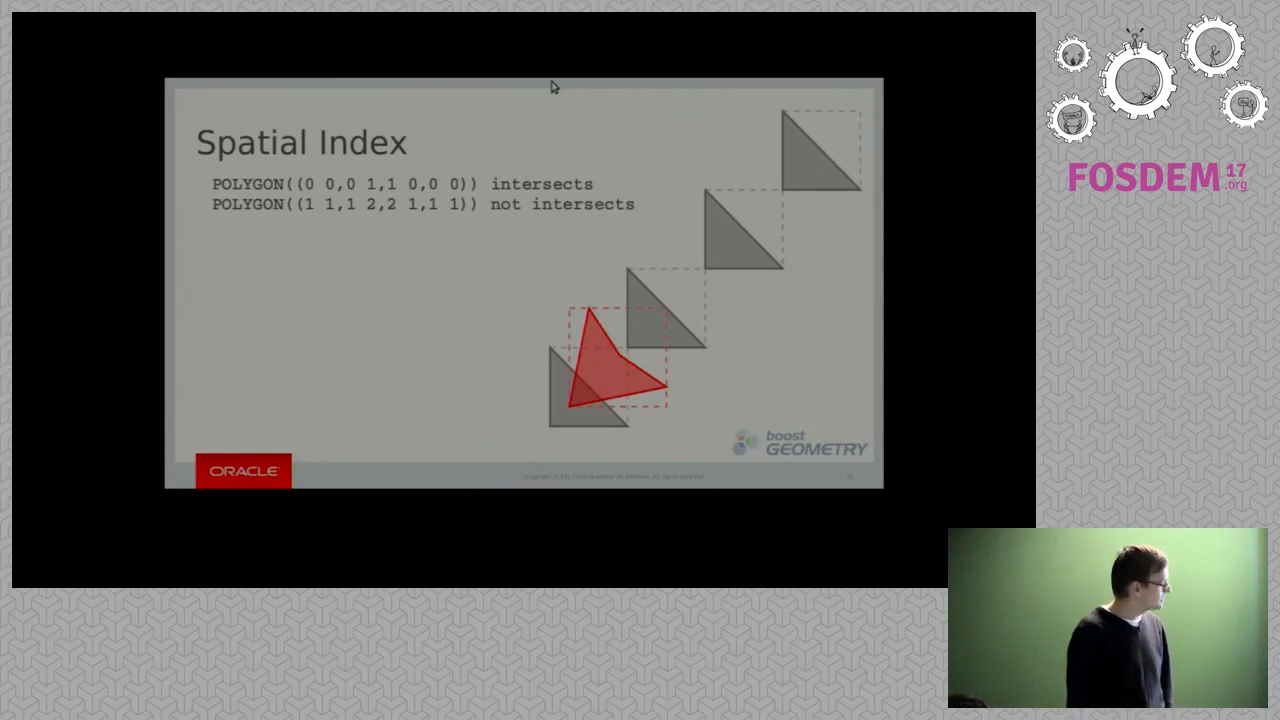 Spatial Index
POLYGON((0 0,0 1,1 0,0 0)) intersects
POLYGON((1 1,1 2,2 1,1 1)) not intersects
boost
GEOMETRY
ORACLE
FOSDEM 17
.org